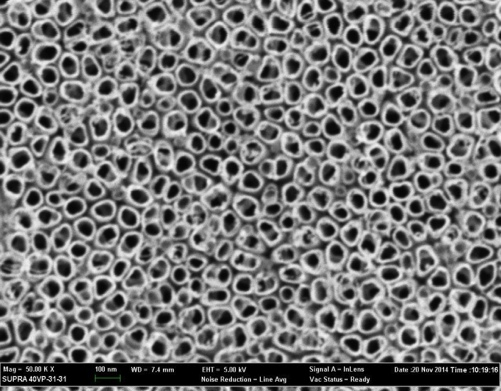 Mag = 50.00 K X 100 nm WD = 7.4 mm EHT = 5.00 kV Signal A = InLens Date :20 Nov 2014 Time :10:19:16
SUPRA 40VP-31-31 Noise Reduction = Line Avg Vac Status = Ready